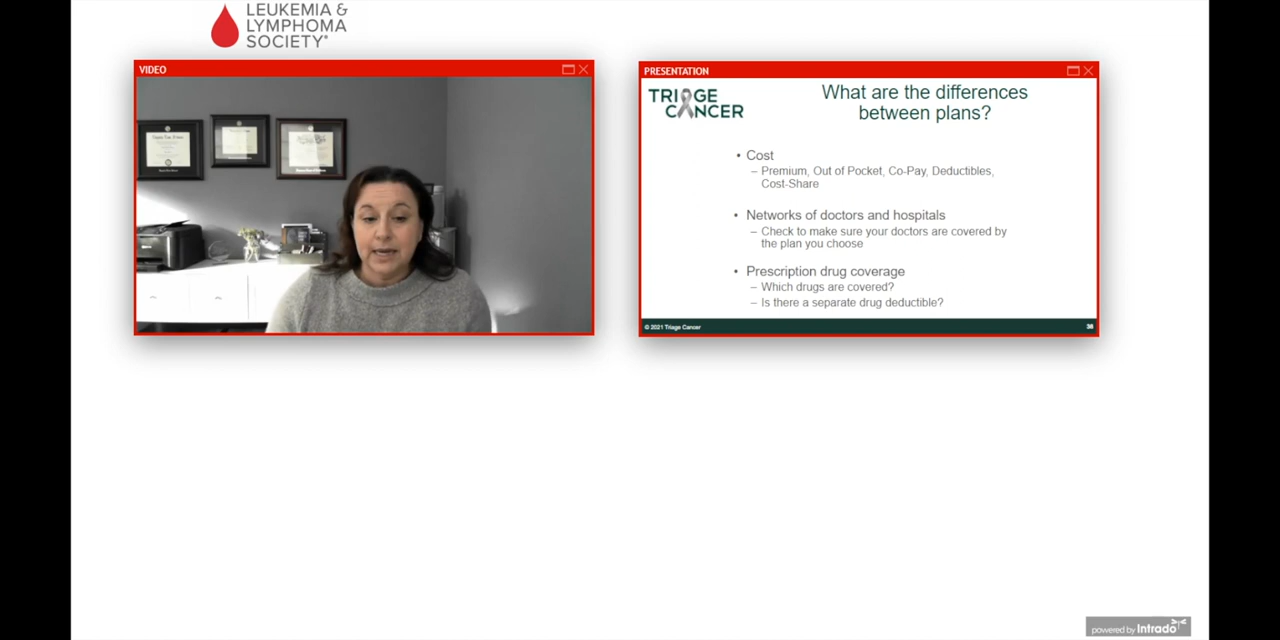 LEUKEMIA &
LYMPHOMA
SOCIETY®
VIDEO
PRESENTATION
TRIAGE
CANCER
What are the differences
between plans?
• Cost
– Premium, Out of Pocket, Co-Pay, Deductibles,
Cost-Share
• Networks of doctors and hospitals
– Check to make sure your doctors are covered by
the plan you choose
• Prescription drug coverage
– Which drugs are covered?
– Is there a separate drug deductible?
© 2021 Triage Cancer
38
powered by Intrado